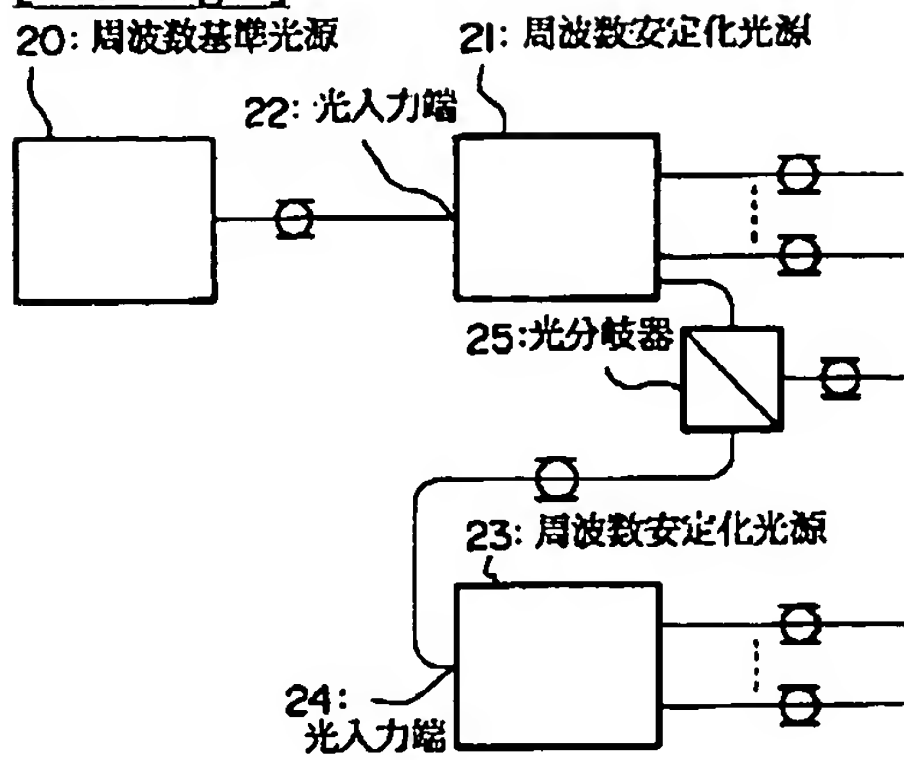 20: 周波数基準光源
21: 周波数安定化光源
22: 光入力端
25:光分岐器
23: 周波数安定化光源
24:
光入力端